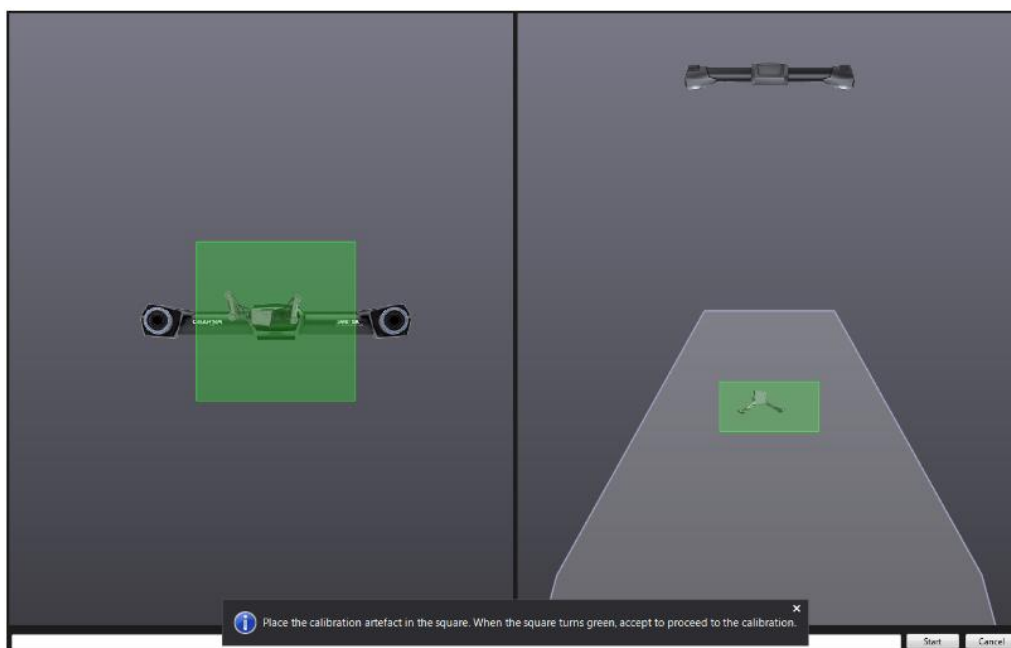 Place the calibration artefact in the square. When the square turns green, accept to proceed to the calibration.
Start
Cancel